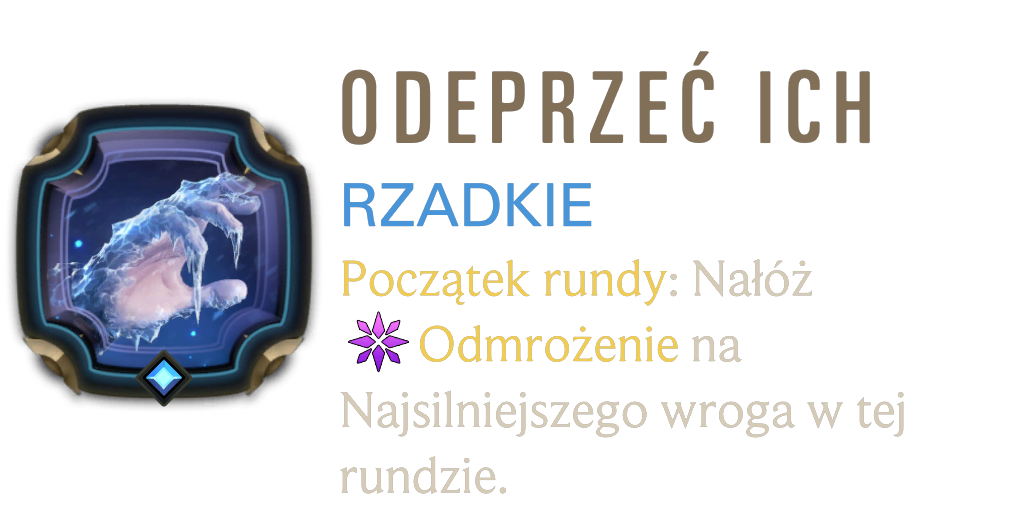 ODEPRZEĆ ICH
RZADKIE
Początek rundy: Nałóż
Odmrożenie na
Najsilniejszego wroga w tej
rundzie.